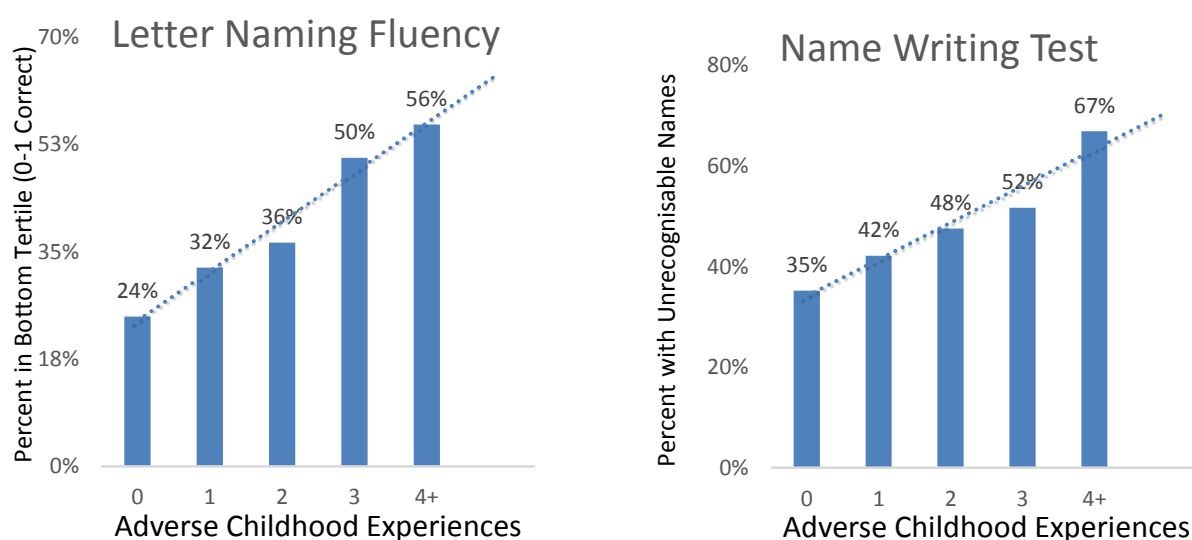 Letter Naming Fluency
Percent in Bottom Tertile (0-1 Correct)
70%
53%
35%
18%
0%
24%
32%
36%
50%
56%
0 1 2 3 4+
Adverse Childhood Experiences
Name Writing Test
Percent with Unrecognisable Names
80%
60%
40%
20%
0%
35%
42%
48%
52%
67%
0 1 2 3 4+
Adverse Childhood Experiences